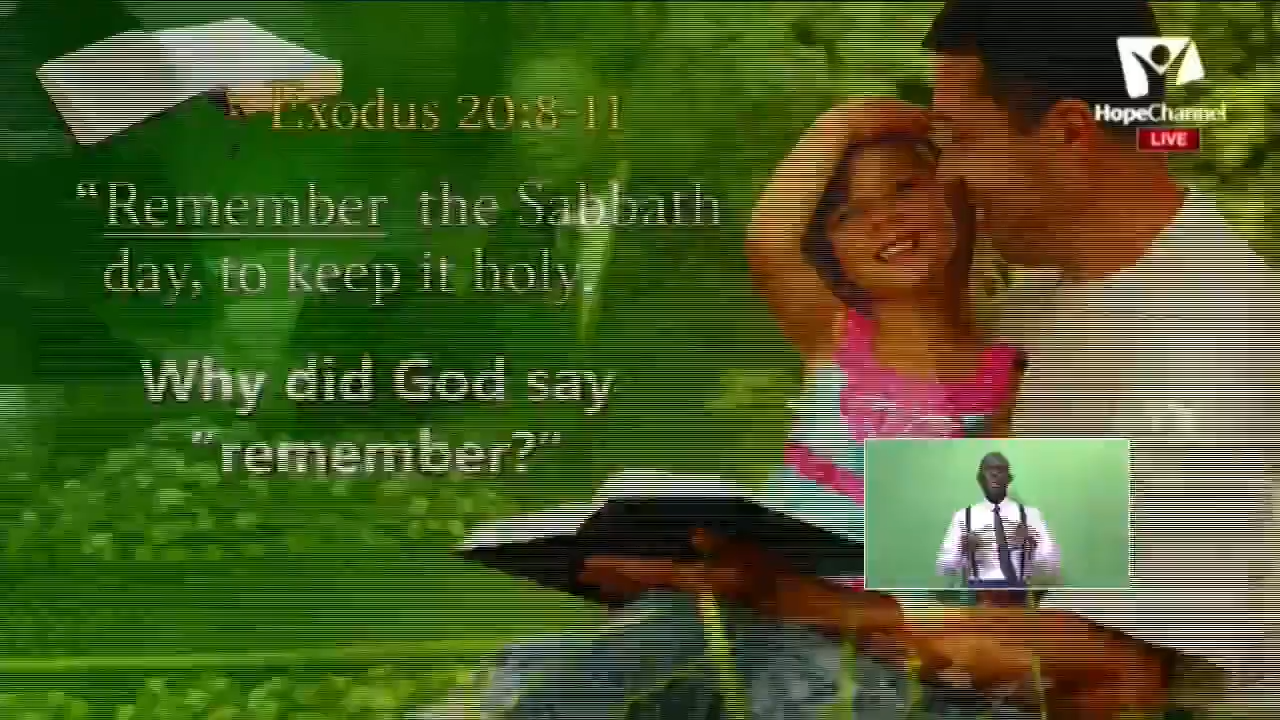 Exodus 20:8-11
“Remember the Sabbath
day, to keep it holy.
Why did God say
"remember?"
HopeChannel
LIVE